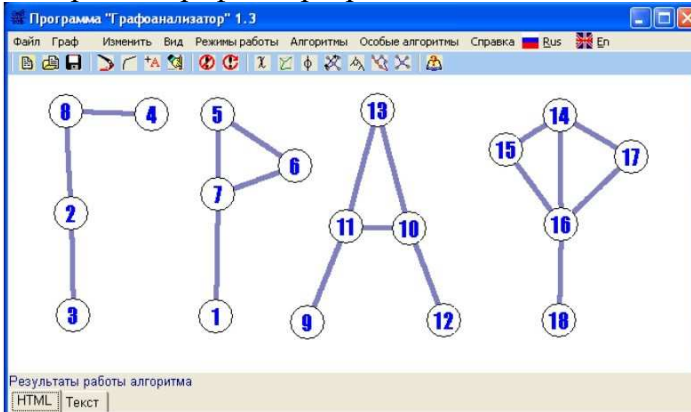 Программа "Графоанализатор" 1.3
Файл Граф Изменить Вид Режимы работы Алгоритмы Особые алгоритмы Справка Rus En
8 4 5 13 14
15 17
6
7
2 11 10 16
3 1 9 12 18
Результаты работы алгоритма
HTML Текст